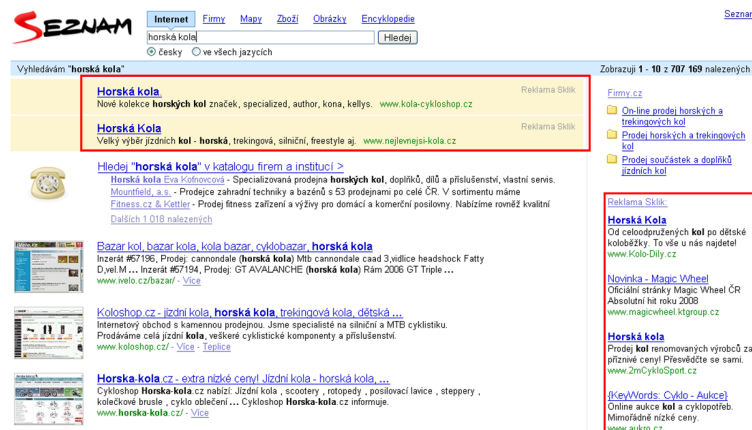 SEZNAM
Internet Firmy Mapy Zboží Obrázky Encyklopedie
Seznam
horská kola Hledej
česky ve všech jazycích
Vyhledávám "horská kola" Zobrazuji 1 - 10 z 707 169 nalezených
Horská kola.
Reklama Sklik
Nové kolekce horských kol značek, specialized, author, kona, kellys. www.kola-cykloshop.cz
Horská Kola
Reklama Sklik
Velký výběr jízdních kol - horská, trekingová, silniční, freestyle aj. www.nejlevnejsi-kola.cz
Hledej "horská kola" v katalogu firem a institucí >
Horská kola Eva Kofnovcová - Specializovaná prodejna horských kol, doplňků, dílů a příslušenství, vlastní servis.
Mountfield, a.s. - Prodejce zahradní techniky a bazénů s 53 prodejnami po celé ČR. V sortimentu máme
Fitness.cz & Kettler - Prodej fitness zařízení a výživy pro domácí a komerční posilovny. Nabízíme rovněž kvalitní
Dalších 1 018 nalezených
Bazar kol, bazar kola, kola bazar, cyklobazar, horská kola
Inzerát #57196, Prodej: cannondale (horská kola) Mtb cannondale caad 3,vidlice headshock Fatty
D,vel.M ... Inzerát #57194, Prodej: GT AVALANCHE (horská kola) Rám 2006 GT Triple ...
www.ivelo.cz/bazar/ - Více
Koloshop.cz - jízdní kola, horská kola, trekingová kola, dětská ...
Internetový obchod s kamennou prodejnou. Jsme specialisté na silniční a MTB cyklistiku.
Prodáváme celá jízdní kola, veškeré cyklistické komponenty a příslušenství.
www.koloshop.cz/ - Více - Teplice
Horska-kola.cz - extra nízké ceny! Jízdní kola - horská kola, ...
Cykloshop Horska-kola.cz nabízí: Jízdní kola , scootery , rotopedy , posilovací lavice , steppery ,
kolečkové brusle , cyklo oblečení ... Cykloshop Horska-kola.cz informuje.
www.horska-kola.cz/ - Více
Firmy.cz
On-line prodej horských a
trekingových kol
Prodej horských a trekingových
kol
Prodej součástek a doplňků
jízdních kol
Reklama Sklik:
Horská Kola
Od celoodpružených kol po dětské
koloběžky. To vše u nás najdete!
www.Kolo-Dily.cz
Novinka - Magic Wheel
Oficiální stránky Magic Wheel ČR
Absolutní hit roku 2008
www.magicwheel.ktgroup.cz
Horská kola
Prodej kol renomovaných výrobců za
příznivé ceny! Přesvědčte se sami.
www.2mCykloSport.cz
{KeyWords: Cyklo - Aukce}
Online aukce kol a cyklopotřeb.
Mimořádně nízké ceny.
www.aukro.cz